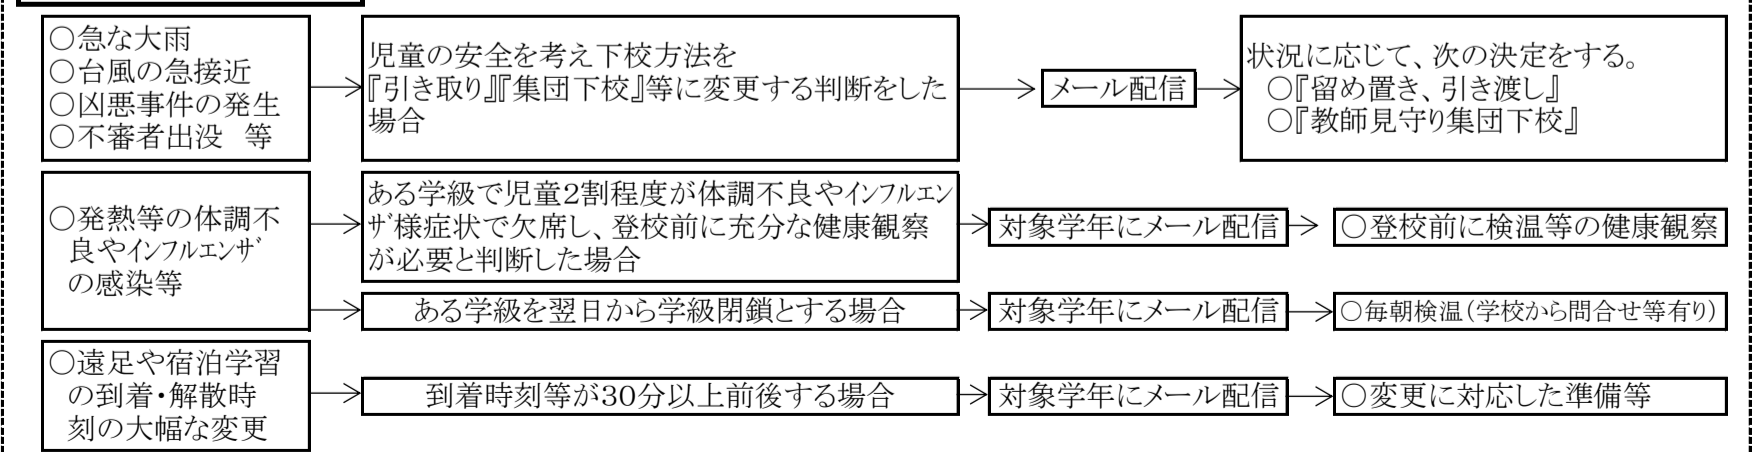 ○急な大雨
○台風の急接近
○凶悪事件の発生
○不審者出没　等
児童の安全を考え下校方法を
『引き取り』『集団下校』等に変更する判断をした
場合
メール配信
状況に応じて、次の決定をする。
○『留め置き、引き渡し』
○『教師見守り集団下校』
○発熱等の体調不
良やインフルエンザ
の感染等
ある学級で児童2割程度が体調不良やインフルエン
ザ様症状で欠席し、登校前に充分な健康観察
が必要と判断した場合
対象学年にメール配信
○登校前に検温等の健康観察
ある学級を翌日から学級閉鎖とする場合
対象学年にメール配信
○毎朝検温（学校から問合せ等有り）
○遠足や宿泊学習
の到着・解散時
刻の大幅な変更
到着時刻等が30分以上前後する場合
対象学年にメール配信
○変更に対応した準備等